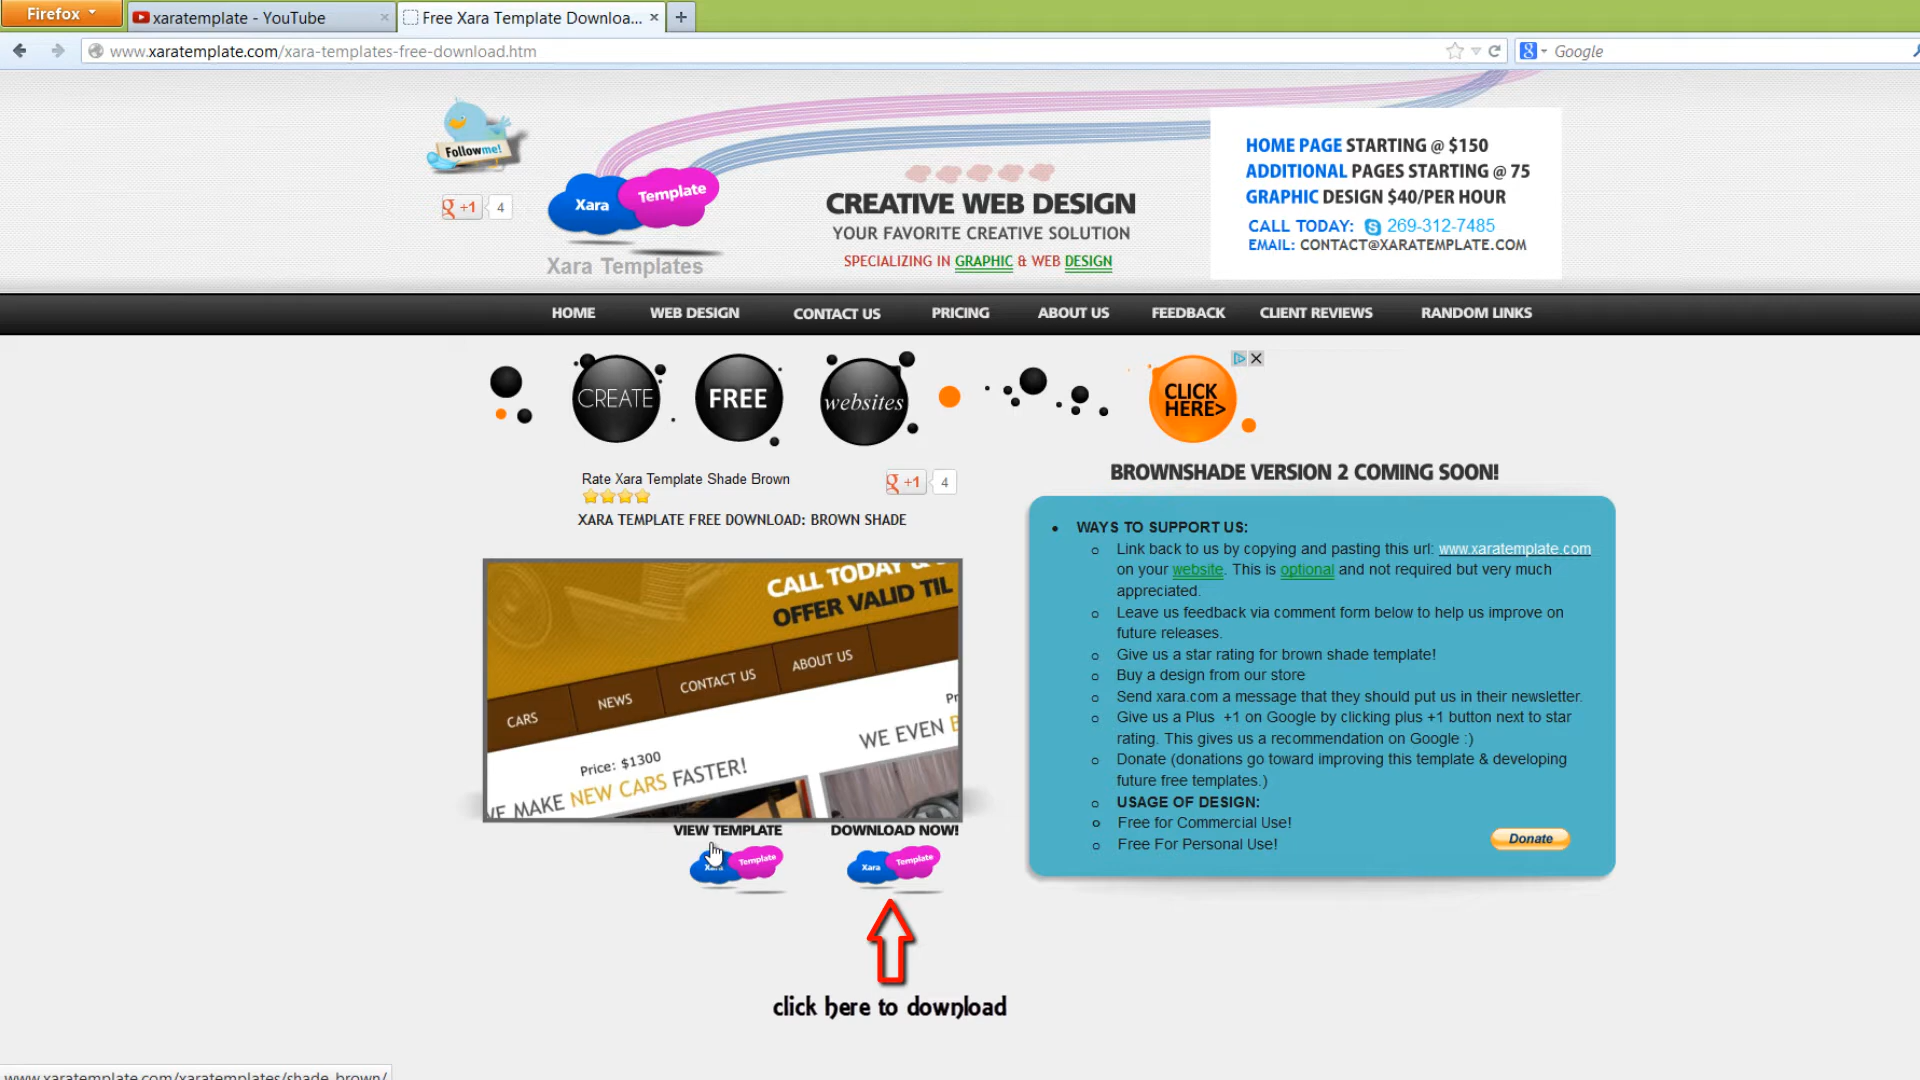 Firefox
xaratemplate - YouTube
Free Xara Template Downloa...
www.xaratemplate.com/xara-templates-free-download.htm
Google
Followme!
+1
4
Xara
Template
Xara Templates
CREATIVE WEB DESIGN
YOUR FAVORITE CREATIVE SOLUTION
SPECIALIZING IN GRAPHIC & WEB DESIGN
HOME PAGE STARTING @ $150
ADDITIONAL PAGES STARTING @ 75
GRAPHIC DESIGN $40/PER HOUR
CALL TODAY: 269-312-7485
EMAIL: CONTACT@XARATEMPLATE.COM
HOME
WEB DESIGN
CONTACT US
PRICING
ABOUT US
FEEDBACK
CLIENT REVIEWS
RANDOM LINKS
CREATE
FREE
websites
CLICK
HERE>
Rate Xara Template Shade Brown
+1
4
XARA TEMPLATE FREE DOWNLOAD: BROWN SHADE
CALL TODAY &
OFFER VALID TIL
CARS
NEWS
CONTACT US
ABOUT US
Price: $1300
Pr
WE MAKE NEW CARS FASTER!
WE EVEN B
VIEW TEMPLATE
DOWNLOAD NOW!
Xara
Template
Xara
Template
click here to download
BROWNSHADE VERSION 2 COMING SOON!
WAYS TO SUPPORT US:
Link back to us by copying and pasting this url: www.xaratemplate.com
on your website. This is optional and not required but very much
appreciated.
Leave us feedback via comment form below to help us improve on
future releases.
Give us a star rating for brown shade template!
Buy a design from our store
Send xara.com a message that they should put us in their newsletter.
Give us a Plus +1 on Google by clicking plus +1 button next to star
rating. This gives us a recommendation on Google :)
Donate (donations go toward improving this template & developing
future free templates.)
USAGE OF DESIGN:
Free for Commercial Use!
Free For Personal Use!
Donate
www.xaratemplate.com/xaratemplates/shade_brown/